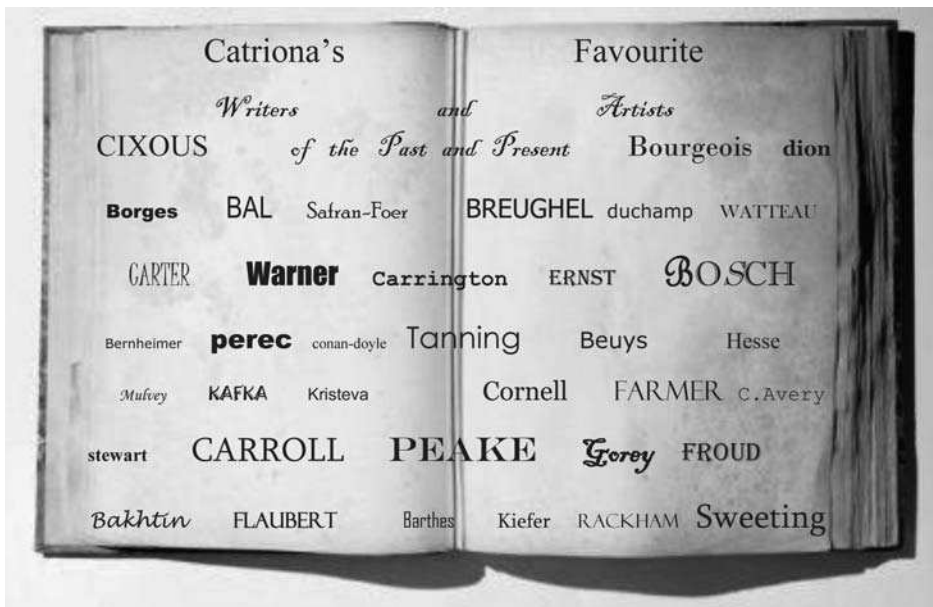 Catriona's Favourite
Writers and Artists
CIXOUS of the Past and Present Bourgeois dion
Borges BAL Safran-Foer BREUGHEL duchamp WATTEAU
CARTER Warner Carrington ERNST BOSCH
Bernheimer perec conan-doyle Tanning Beuys Hesse
Mulvey KAFKA Kristeva Cornell FARMER C.Avery
stewart CARROLL PEAKE Gorey FROUD
Bakhtin FLAUBERT Barthes Kiefer RACKHAM Sweeting